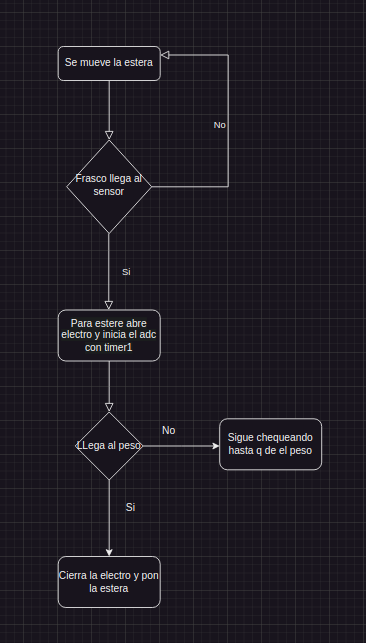 Se mueve la estera
No
Frasco llega al
sensor
Si
Para estere abre
electro y inicia el adc
con timer1
LLega al peso
No
Sigue chequeando
hasta q de el peso
Si
Cierra la electro y pon
la estera